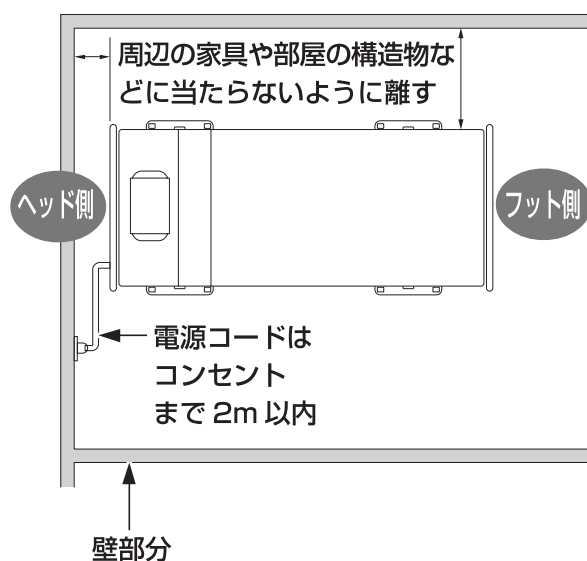 周辺の家具や部屋の構造物な
どに当たらないように離す
ヘッド側
フット側
電源コードは
コンセント
まで2m以内
壁部分